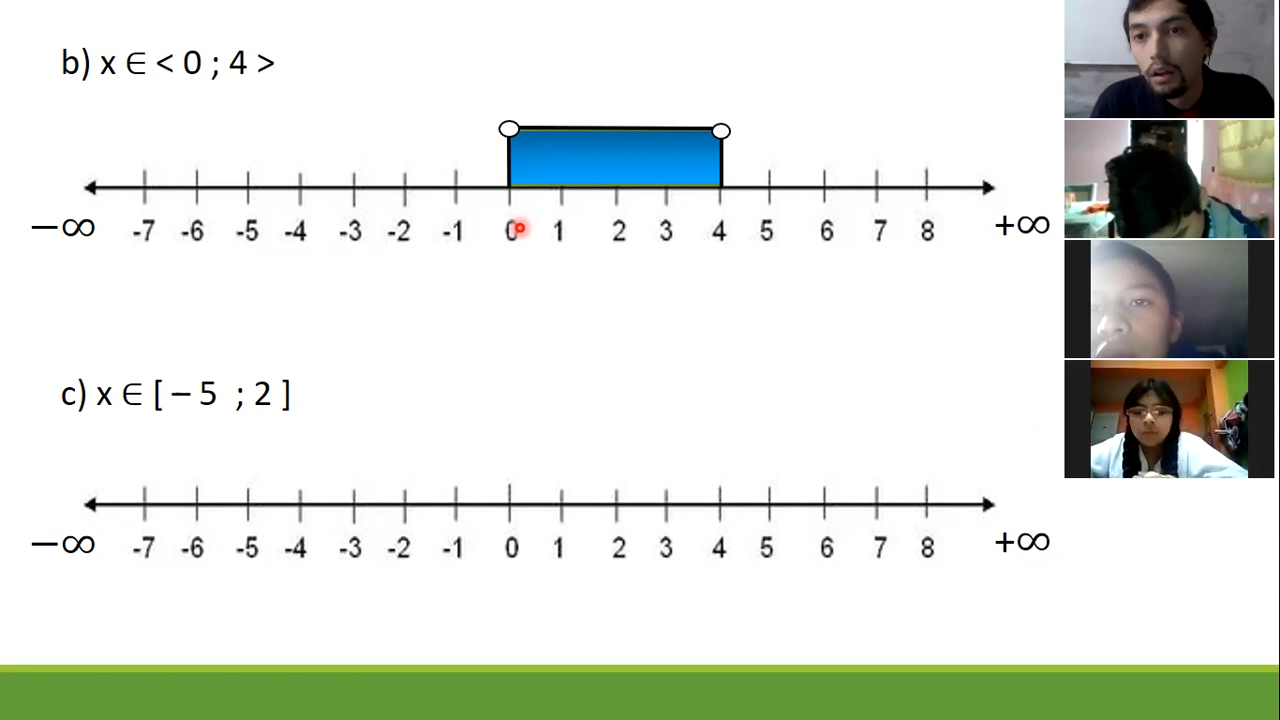 b) x ∈ < 0 ; 4 >
-7 -6 -5 -4 -3 -2 -1 0 1 2 3 4 5 6 7 8
−∞ +∞
c) x ∈ [ – 5 ; 2 ]
-7 -6 -5 -4 -3 -2 -1 0 1 2 3 4 5 6 7 8
−∞ +∞